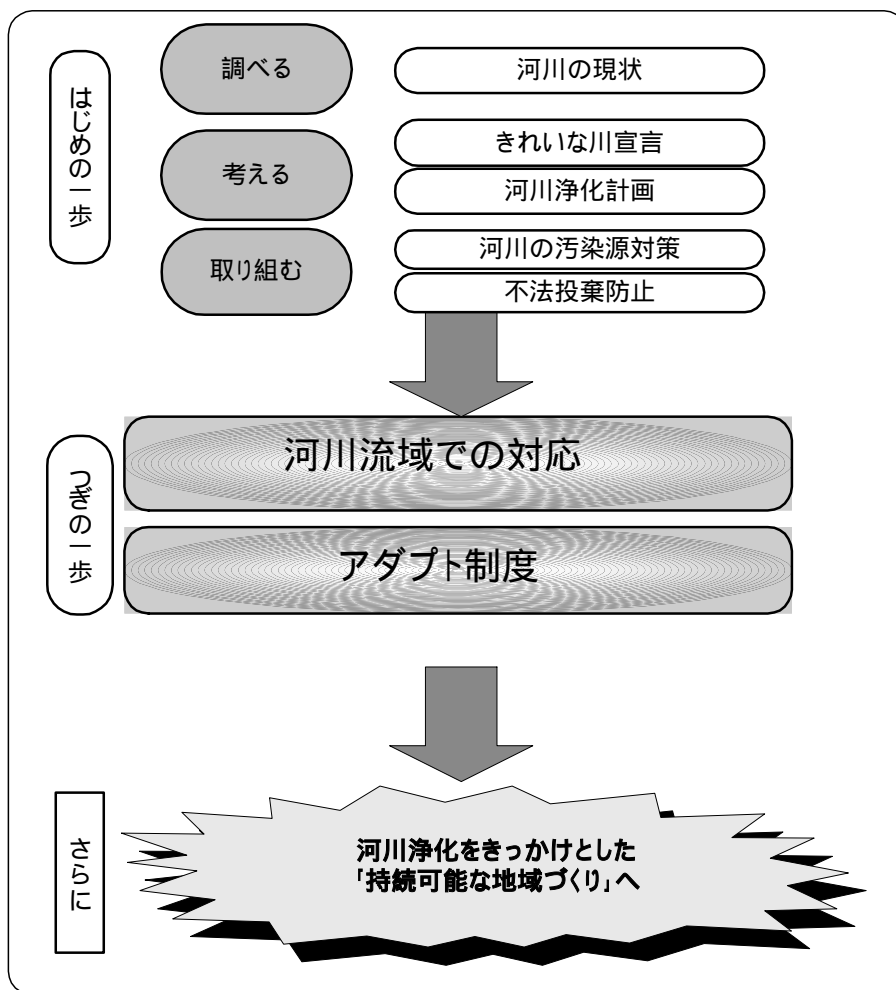 はじめの一歩
調べる
河川の現状
考える
きれいな川宣言
河川浄化計画
取り組む
河川の汚染源対策
不法投棄防止
つぎの一歩
河川流域での対応
アダプト制度
さらに
河川浄化をきっかけとした
「持続可能な地域づくり」へ